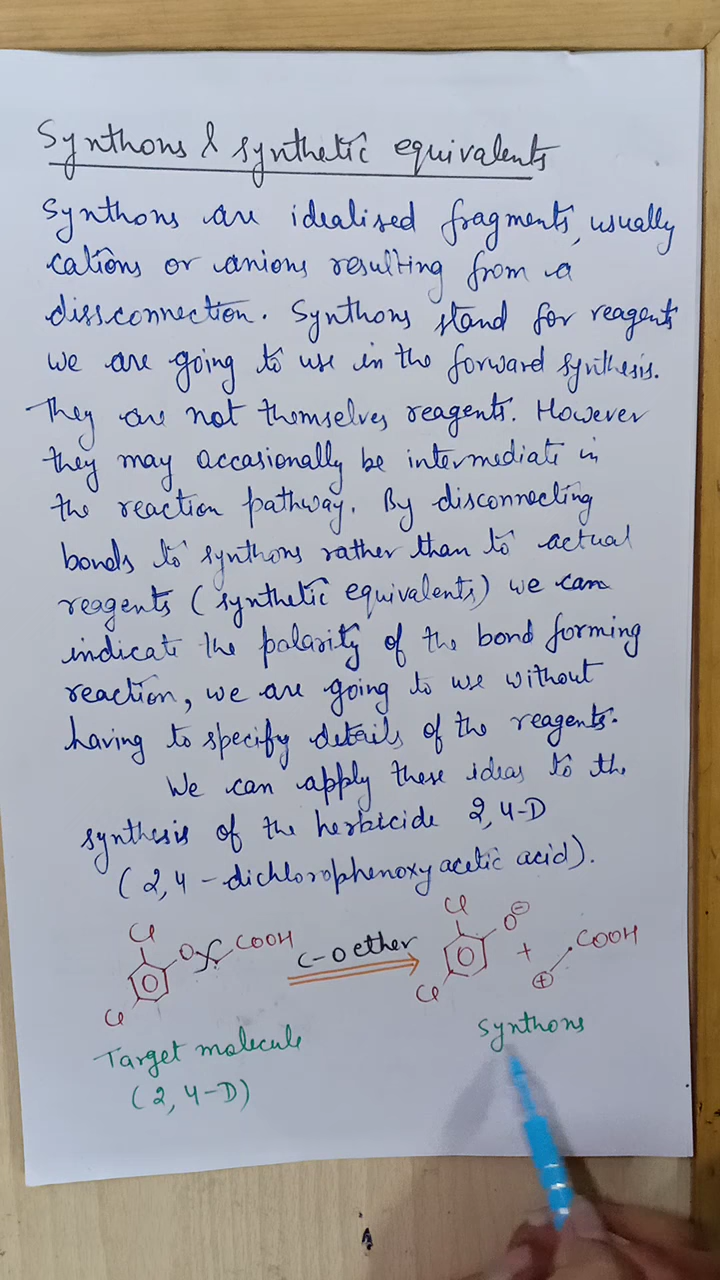 Synthons & synthetic equivalents
Synthons are idealised fragments, usually
cations or anions resulting from a
dissconnection. Synthons stand for reagents
we are going to use in the forward synthesis.
They are not themselves reagents. However
they may accasionally be intermediate in
the reaction pathway. By disconnecting
bonds to synthons rather than to actual
reagents (synthetic equivalents) we can
indicate the polarity of the bond forming
reaction, we are going to use without
having to specify details of the reagents.
We can apply these ideas to the
synthesis of the herbicide 2,4-D
(2,4-dichlorophenoxy acetic acid).
Cl O COOH Cl C-O ether Cl O⊖ Cl + ⊕ COOH
Target molecule
(2,4-D)
Synthons